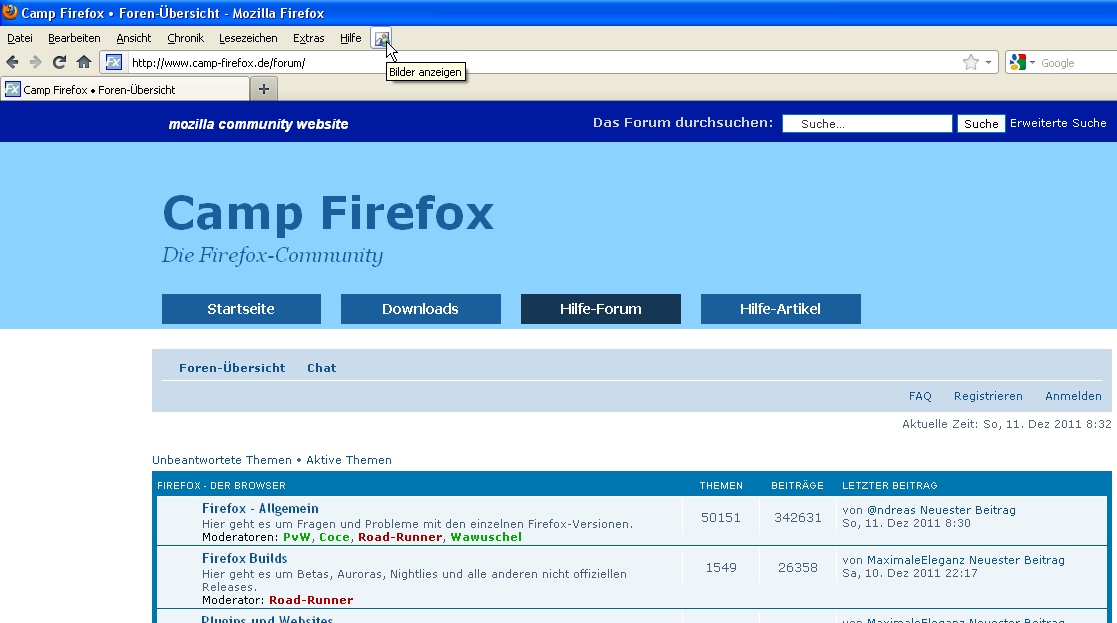 Camp Firefox • Foren-Übersicht - Mozilla Firefox
Datei Bearbeiten Ansicht Chronik Lesezeichen Extras Hilfe
http://www.camp-firefox.de/forum/ Google
Bilder anzeigen
Camp Firefox • Foren-Übersicht
mozilla community website Das Forum durchsuchen: Suche... Suche Erweiterte Suche
Camp Firefox
Die Firefox-Community
Startseite Downloads Hilfe-Forum Hilfe-Artikel
Foren-Übersicht Chat
FAQ Registrieren Anmelden
Aktuelle Zeit: So, 11. Dez 2011 8:32
Unbeantwortete Themen • Aktive Themen
FIREFOX - DER BROWSER THEMEN BEITRÄGE LETZTER BEITRAG
Firefox - Allgemein
Hier geht es um Fragen und Probleme mit den einzelnen Firefox-Versionen.
Moderatoren: PvW, Coce, Road-Runner, Wawuschel
50151 342631
von @ndreas Neuester Beitrag
So, 11. Dez 2011 8:30
Firefox Builds
Hier geht es um Betas, Auroras, Nightlies und alle anderen nicht offiziellen
Releases.
Moderator: Road-Runner
1549 26358
von MaximaleEleganz Neuester Beitrag
Sa, 10. Dez 2011 22:17
Plugins und Websites
von MaximaleEleganz Neuester Beitrag